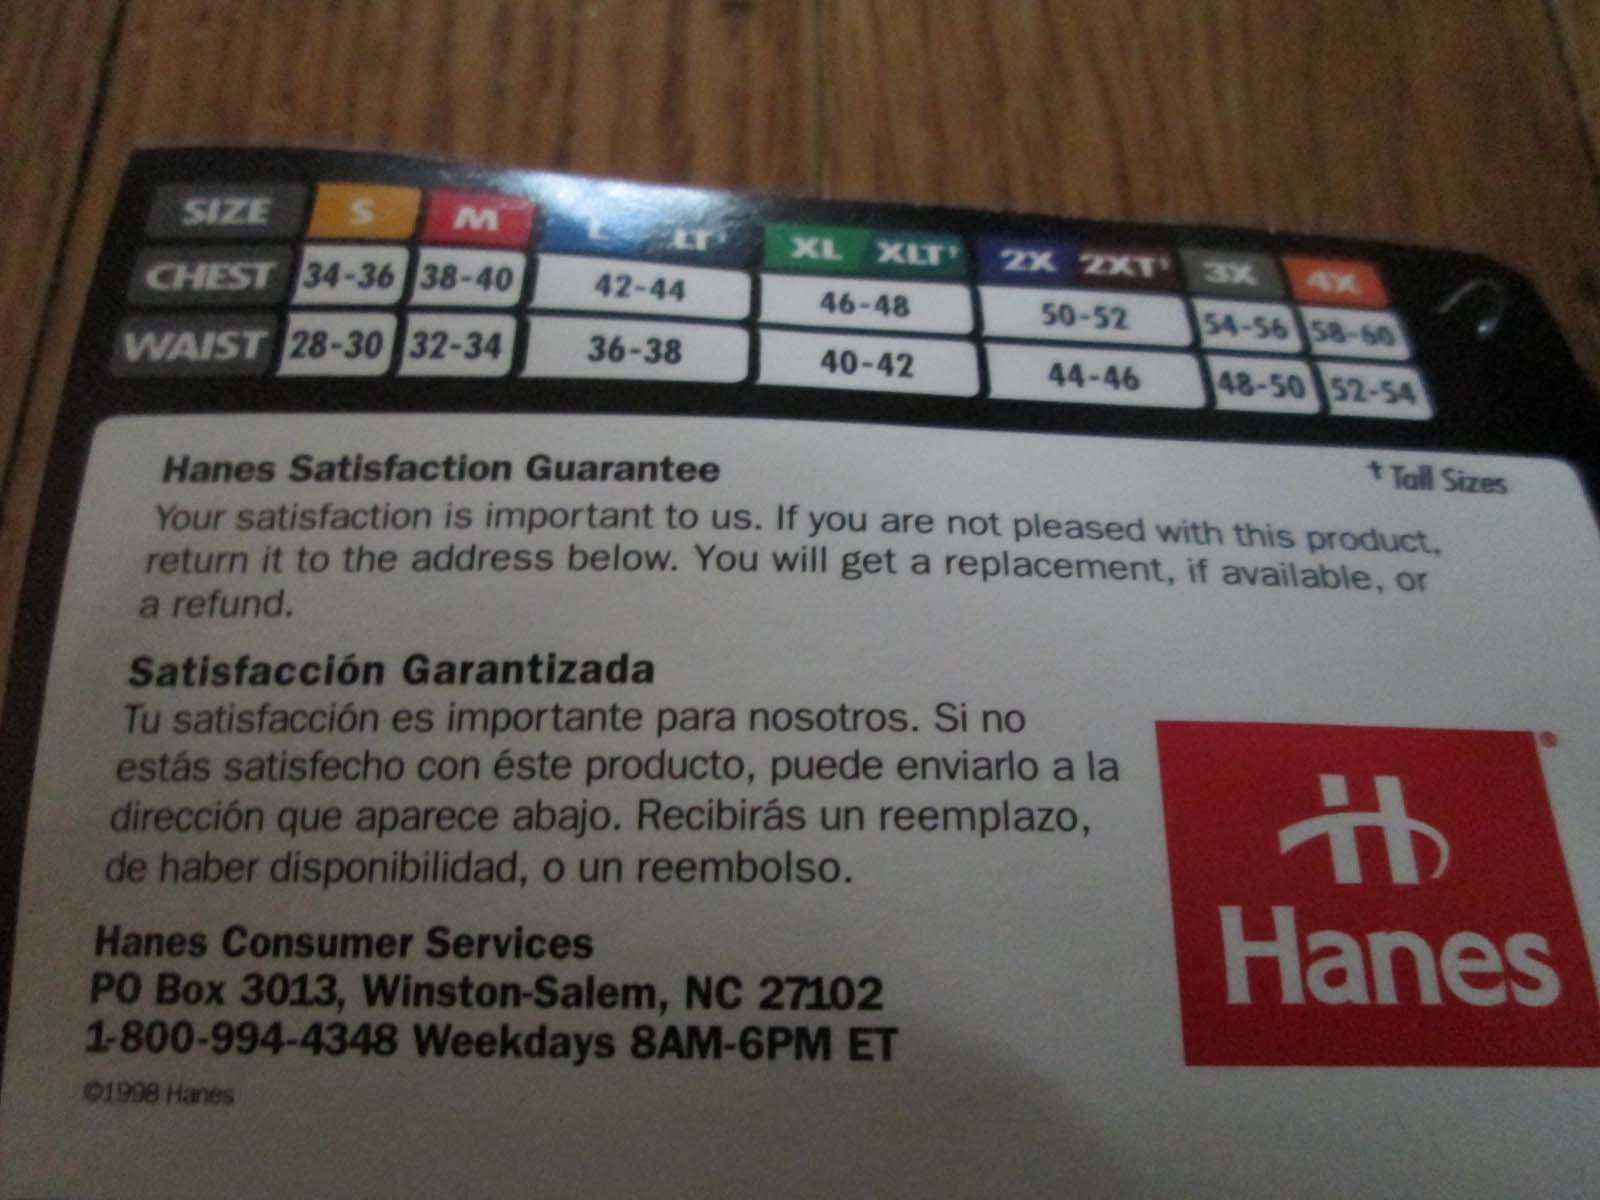 SIZE S M L LT† XL XLT† 2X 2XT† 3X 4X
CHEST 34-36 38-40 42-44 46-48 50-52 54-56 58-60
WAIST 28-30 32-34 36-38 40-42 44-46 48-50 52-54
† Tall Sizes
Hanes Satisfaction Guarantee
Your satisfaction is important to us. If you are not pleased with this product,
return it to the address below. You will get a replacement, if available, or
a refund.
Satisfacción Garantizada
Tu satisfacción es importante para nosotros. Si no
estás satisfecho con éste producto, puede enviarlo a la
dirección que aparece abajo. Recibirás un reemplazo,
de haber disponibilidad, o un reembolso.
Hanes Consumer Services
PO Box 3013, Winston-Salem, NC 27102
1-800-994-4348 Weekdays 8AM-6PM ET
©1998 Hanes
H ®
Hanes